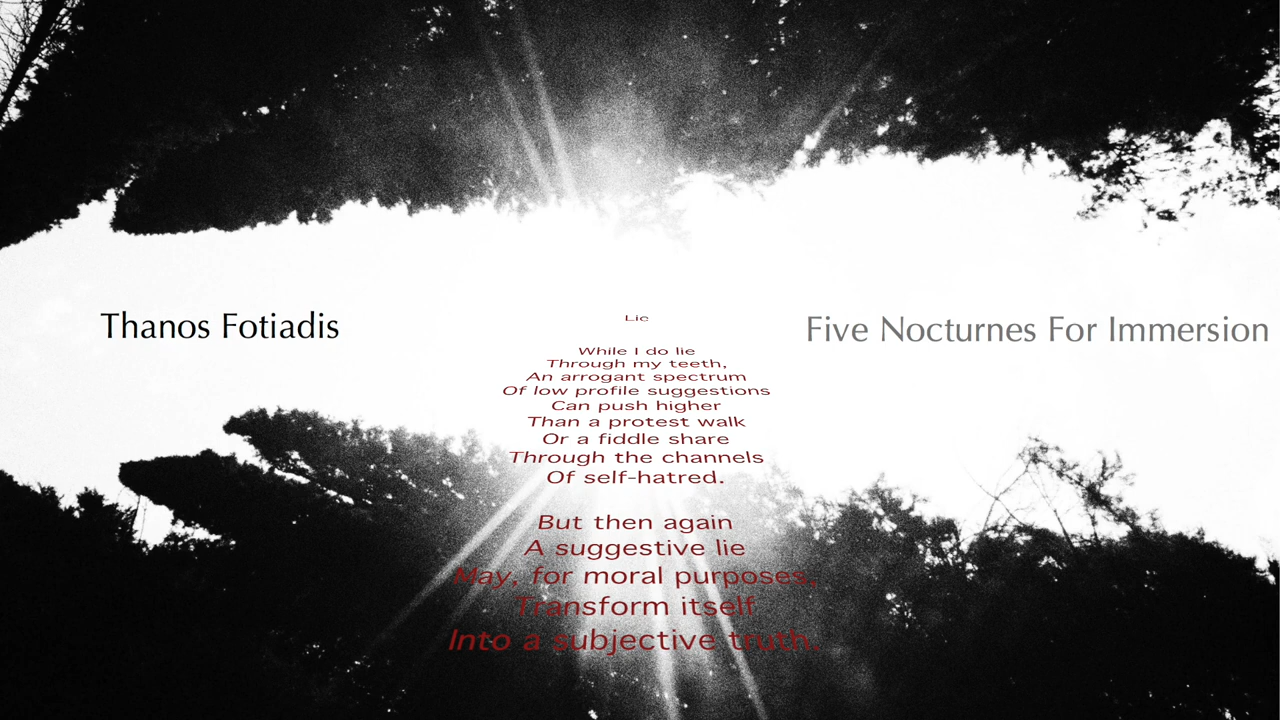 Thanos Fotiadis
Five Nocturnes For Immersion
Lie
While I do lie
Through my teeth,
An arrogant spectrum
Of low profile suggestions
Can push higher
Than a protest walk
Or a fiddle share
Through the channels
Of self-hatred.
But then again
A suggestive lie
May, for moral purposes,
Transform itself
Into a subjective truth.